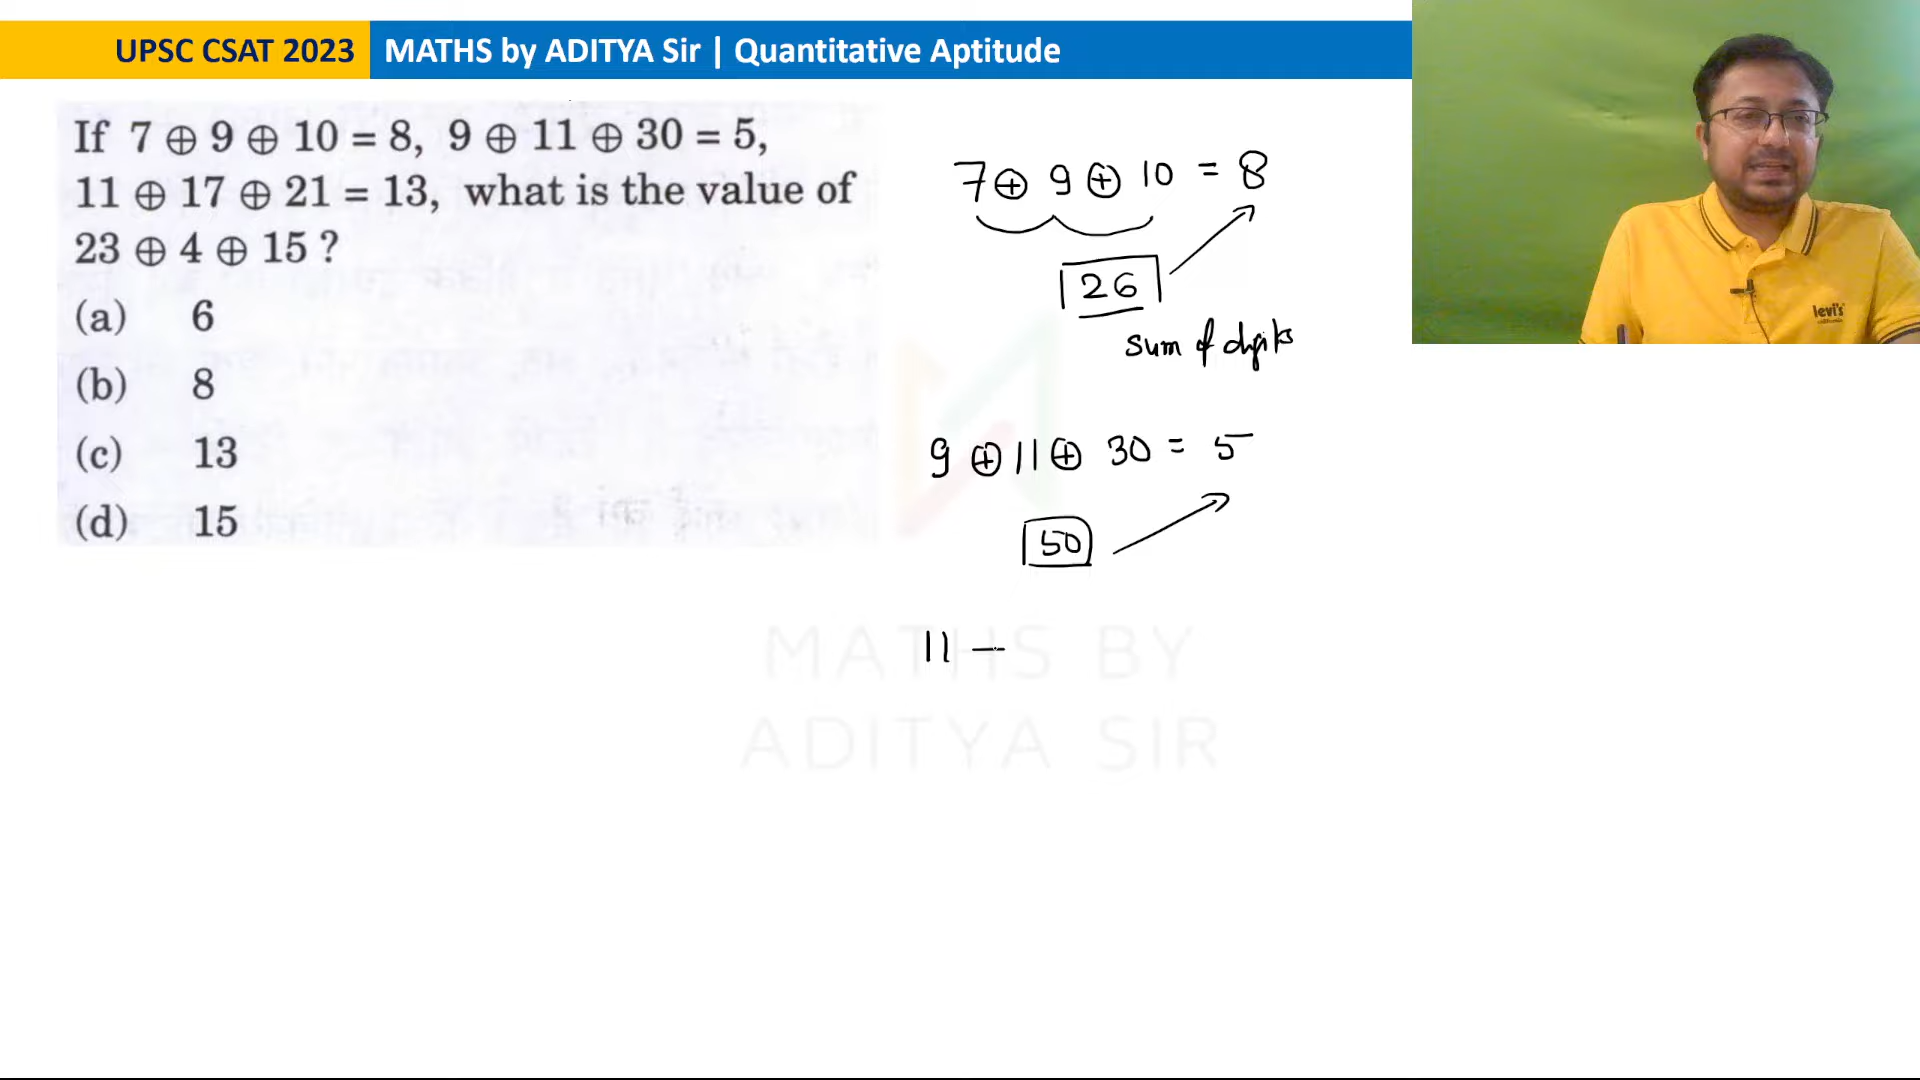 UPSC CSAT 2023
MATHS by ADITYA Sir | Quantitative Aptitude
If 7 ⊕ 9 ⊕ 10 = 8, 9 ⊕ 11 ⊕ 30 = 5,
11 ⊕ 17 ⊕ 21 = 13, what is the value of
23 ⊕ 4 ⊕ 15 ?
(a) 6
(b) 8
(c) 13
(d) 15
7 ⊕ 9 ⊕ 10 = 8
26
sum of digits
9 ⊕ 11 ⊕ 30 = 5
50
11 —
MATHS BY
ADITYA SIR
levi's